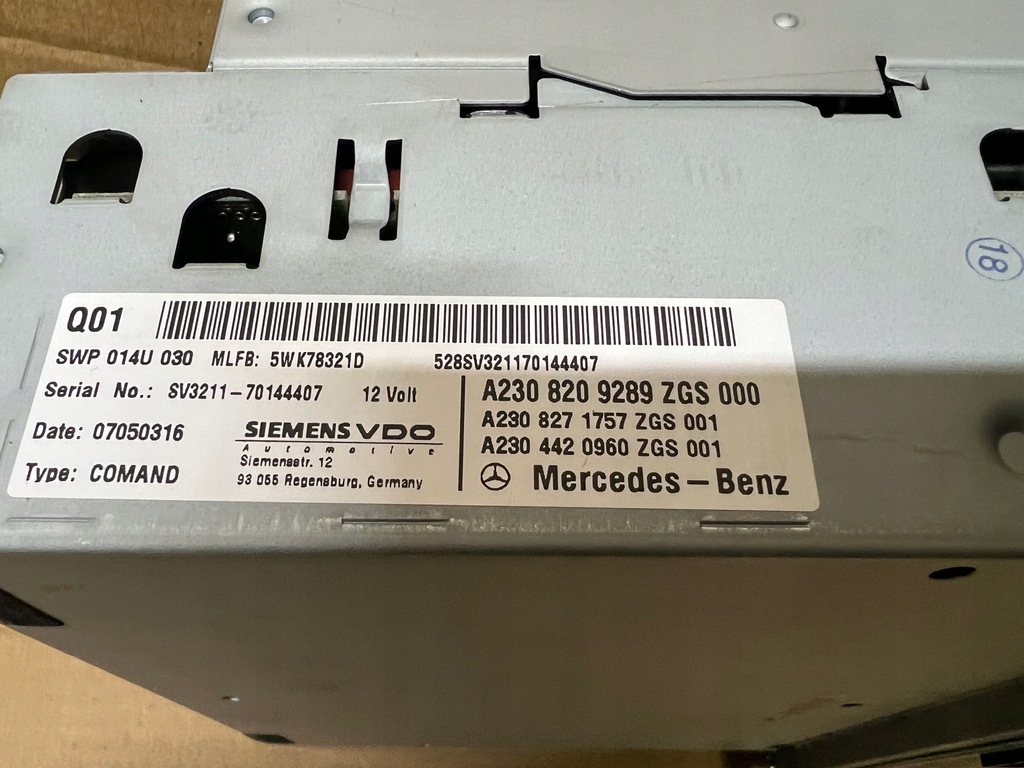 18
Q01
SWP 014U 030 MLFB: 5WK78321D 528SV321170144407
Serial No.: SV3211-70144407 12 Volt
Date: 07050316
Type: COMAND
SIEMENS VDO
Automotive
Siemensstr. 12
93 055 Regensburg, Germany
A230 820 9289 ZGS 000
A230 827 1757 ZGS 001
A230 442 0960 ZGS 001
Mercedes-Benz